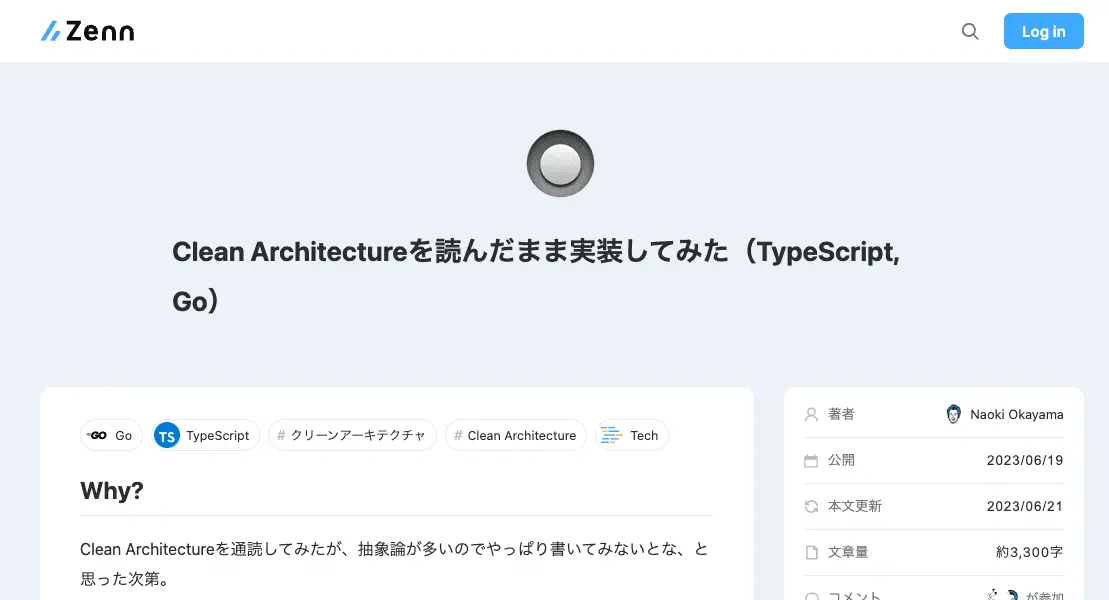 Zenn
Log in
Clean Architectureを読んだまま実装してみた（TypeScript,
Go）
GO Go
TS TypeScript
# クリーンアーキテクチャ
# Clean Architecture
Tech
Why?
Clean Architectureを通読してみたが、抽象論が多いのでやっぱり書いてみないとな、と
思った次第。
著者 Naoki Okayama
公開 2023/06/19
本文更新 2023/06/21
文章量 約3,300字
コメント が参加